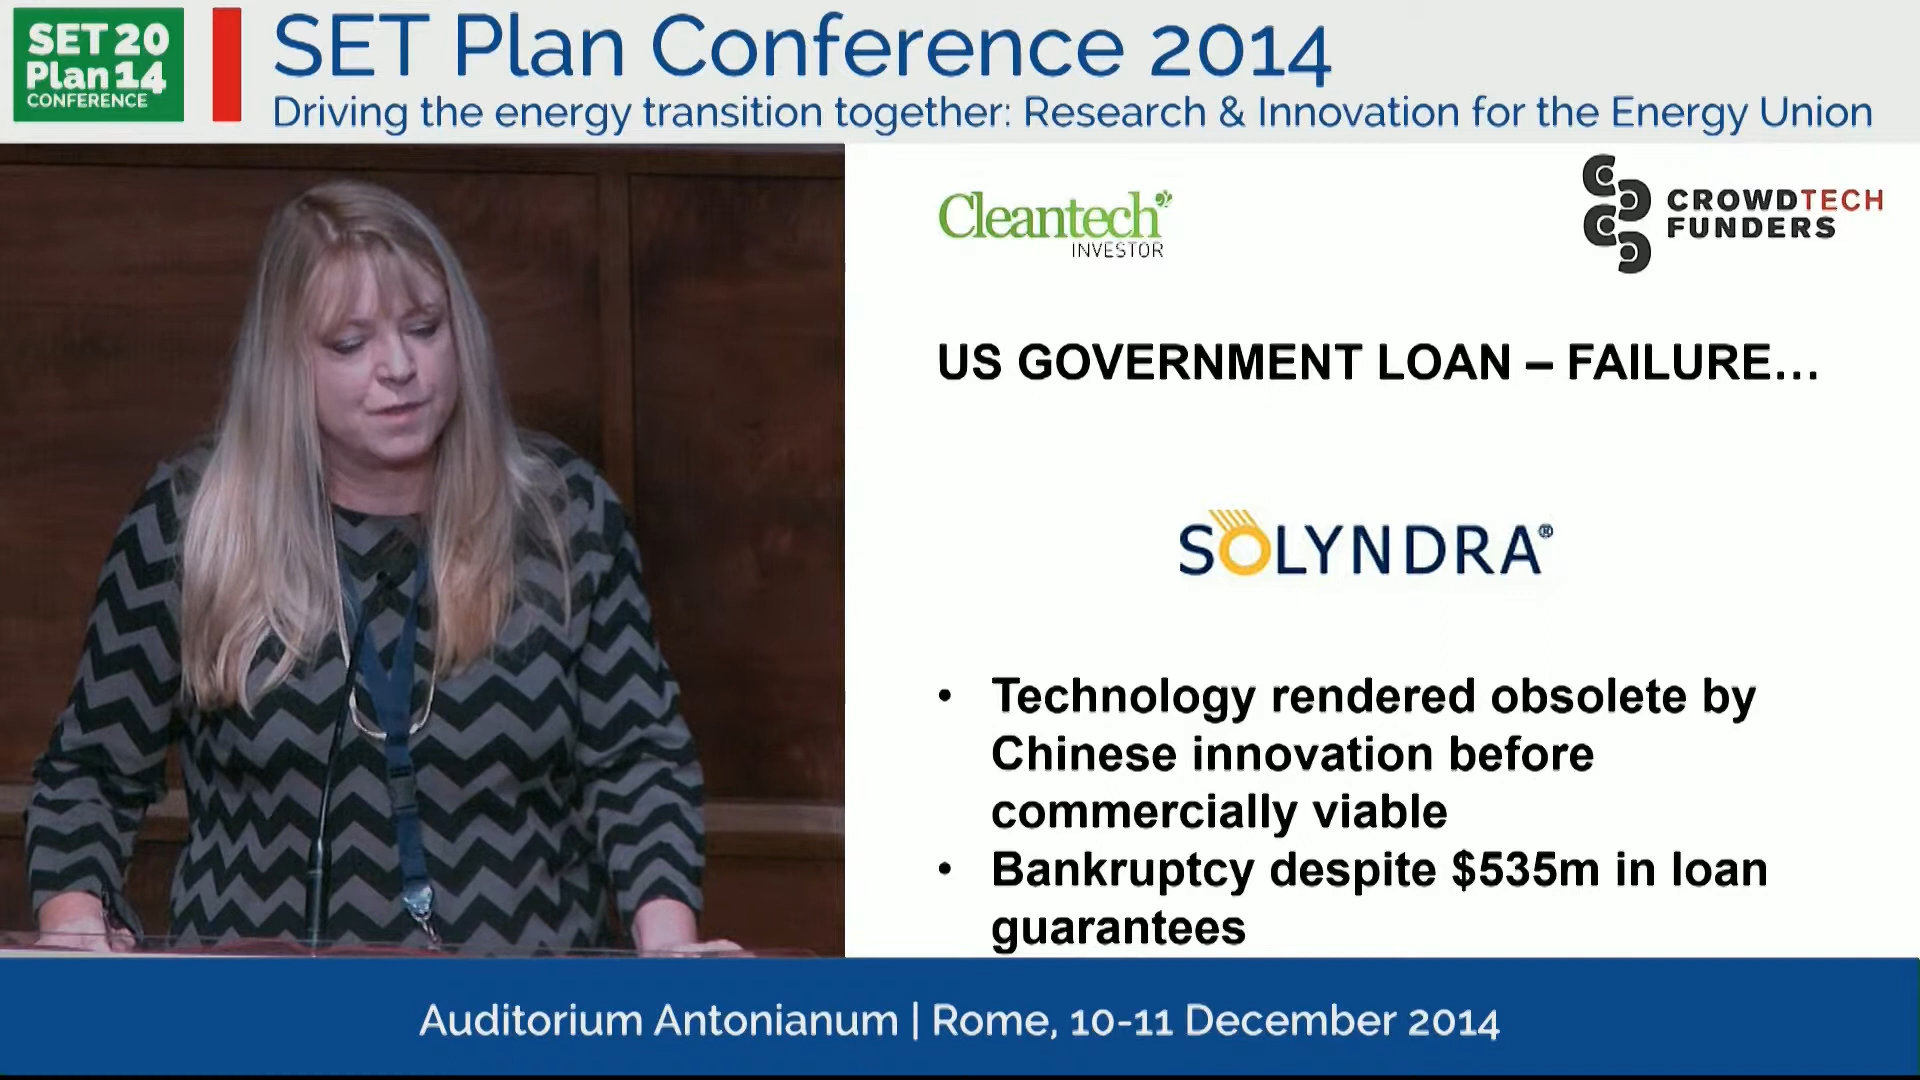 SET 20
Plan 14
CONFERENCE
SET Plan Conference 2014
Driving the energy transition together: Research & Innovation for the Energy Union
Cleantech
INVESTOR
CROWDTECH
FUNDERS
US GOVERNMENT LOAN – FAILURE…
SOLYNDRA®
• Technology rendered obsolete by
Chinese innovation before
commercially viable
• Bankruptcy despite $535m in loan
guarantees
Auditorium Antonianum | Rome, 10-11 December 2014